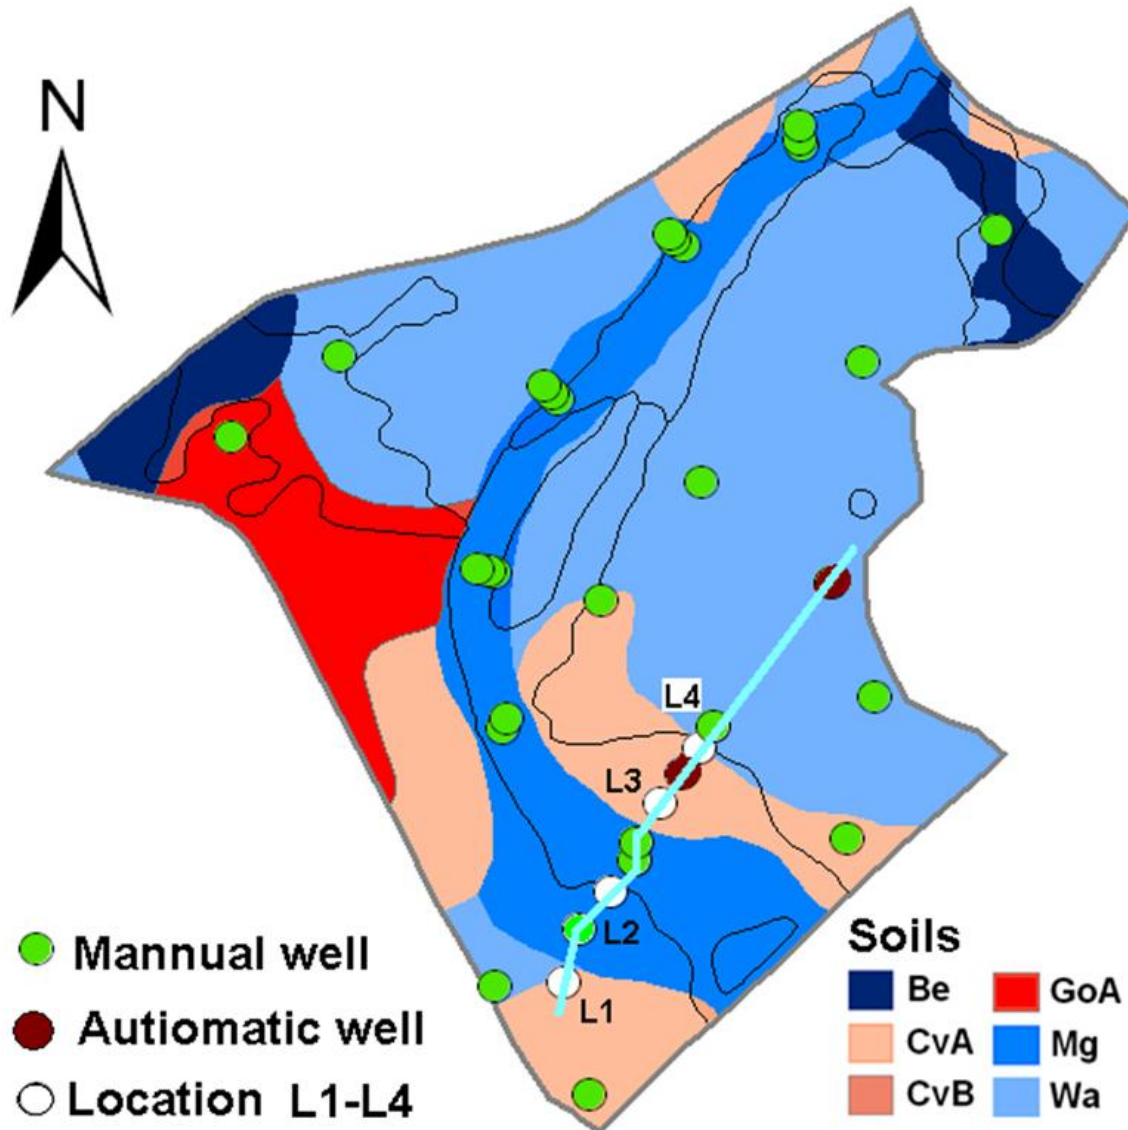 N
L4
L3
L2
L1
Mannual well
Autiomatic well
Location L1-L4
Soils
Be GoA
CvA Mg
CvB Wa